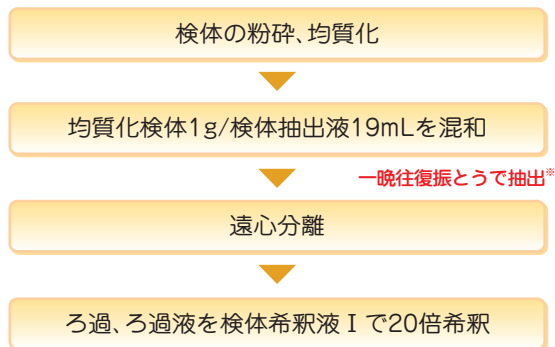 検体の粉砕、均質化
均質化検体1g/検体抽出液19mLを混和
一晩往復振とうで抽出※
遠心分離
ろ過、ろ過液を検体希釈液Ⅰで20倍希釈